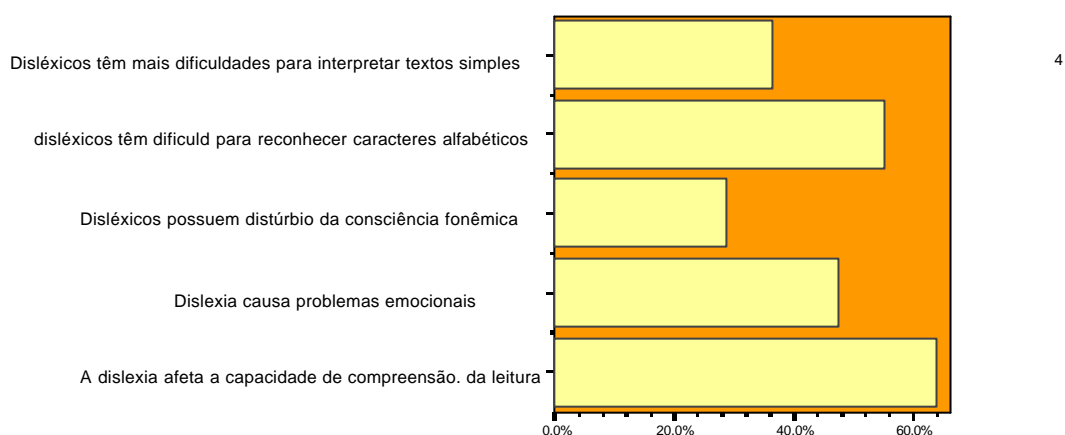 Disléxicos têm mais dificuldades para interpretar textos simples
4
disléxicos têm dificuld para reconhecer caracteres alfabéticos
Disléxicos possuem distúrbio da consciência fonêmica
Dislexia causa problemas emocionais
A dislexia afeta a capacidade de compreensão. da leitura
0.0% 20.0% 40.0% 60.0%